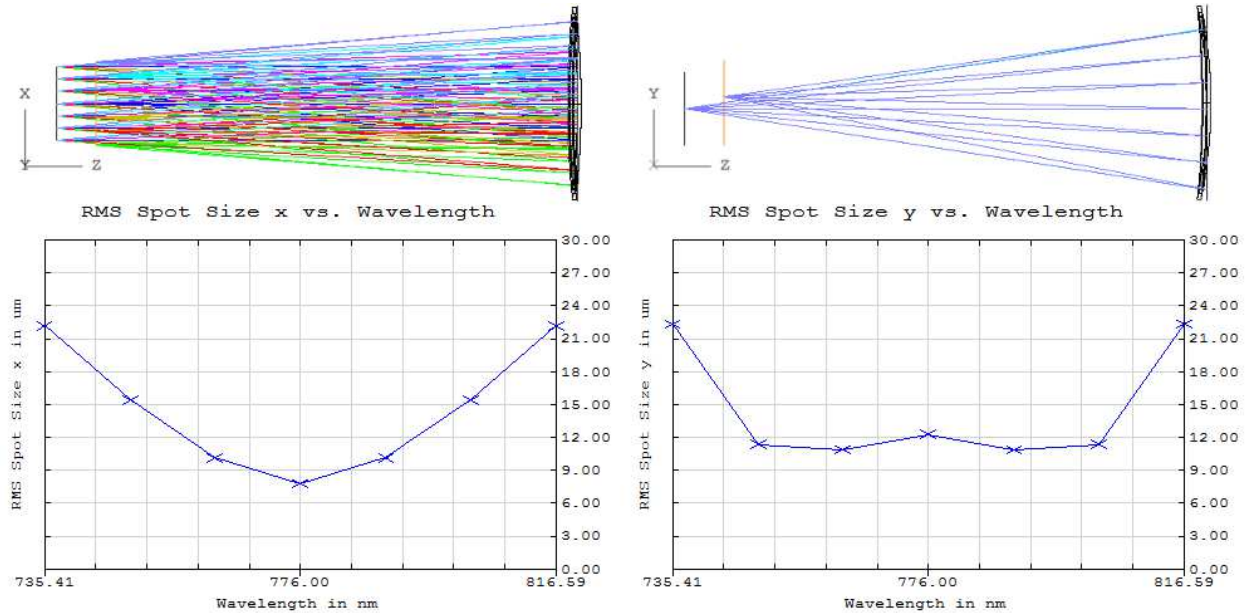 X
Y
Z
Y
X
Z
RMS Spot Size x vs. Wavelength
RMS Spot Size y vs. Wavelength
RMS Spot Size x in um
30.00
27.00
24.00
21.00
18.00
15.00
12.00
9.00
6.00
3.00
0.00
735.41
776.00
816.59
Wavelength in nm
RMS Spot Size y in um
30.00
27.00
24.00
21.00
18.00
15.00
12.00
9.00
6.00
3.00
0.00
735.41
776.00
816.59
Wavelength in nm